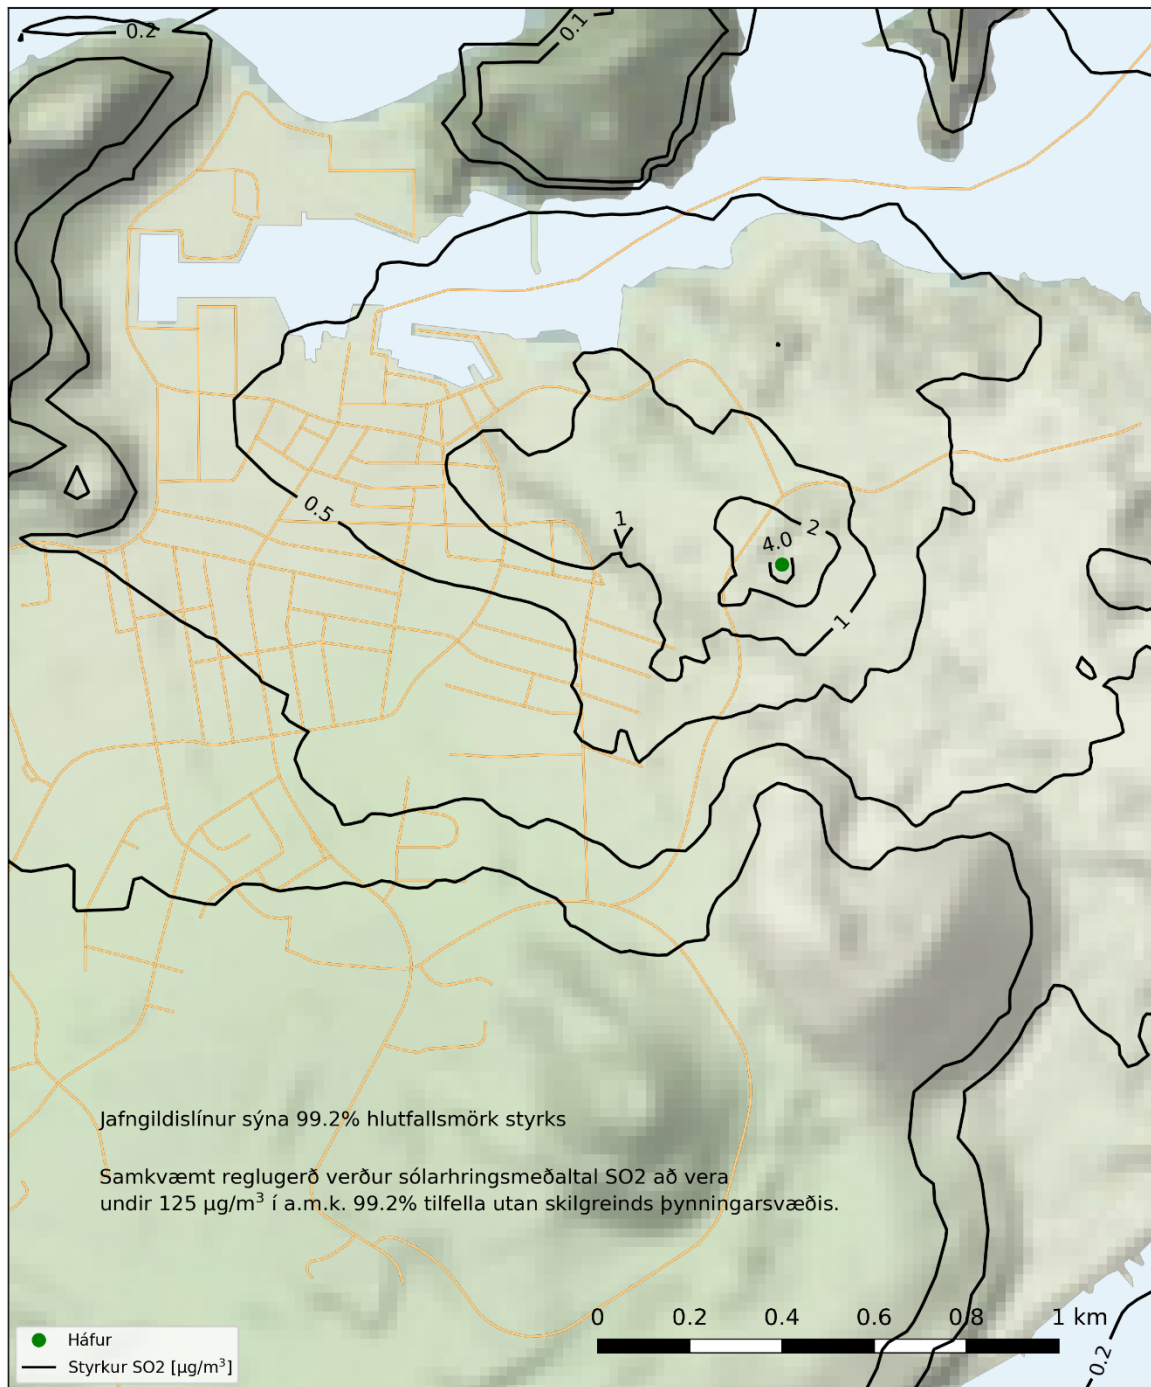 0.2
0.1
0.5
1
2
4.0
1
Jafngildislínur sýna 99.2% hlutfallsmörk styrks
Samkvæmt reglugerð verður sólarhringsmeðaltal SO2 að vera
undir 125 µg/m³ í a.m.k. 99.2% tilfella utan skilgreinds þynningarsvæðis.
0 0.2 0.4 0.6 0.8 1 km
Háfur
Styrkur SO2 [µg/m³]
0.2